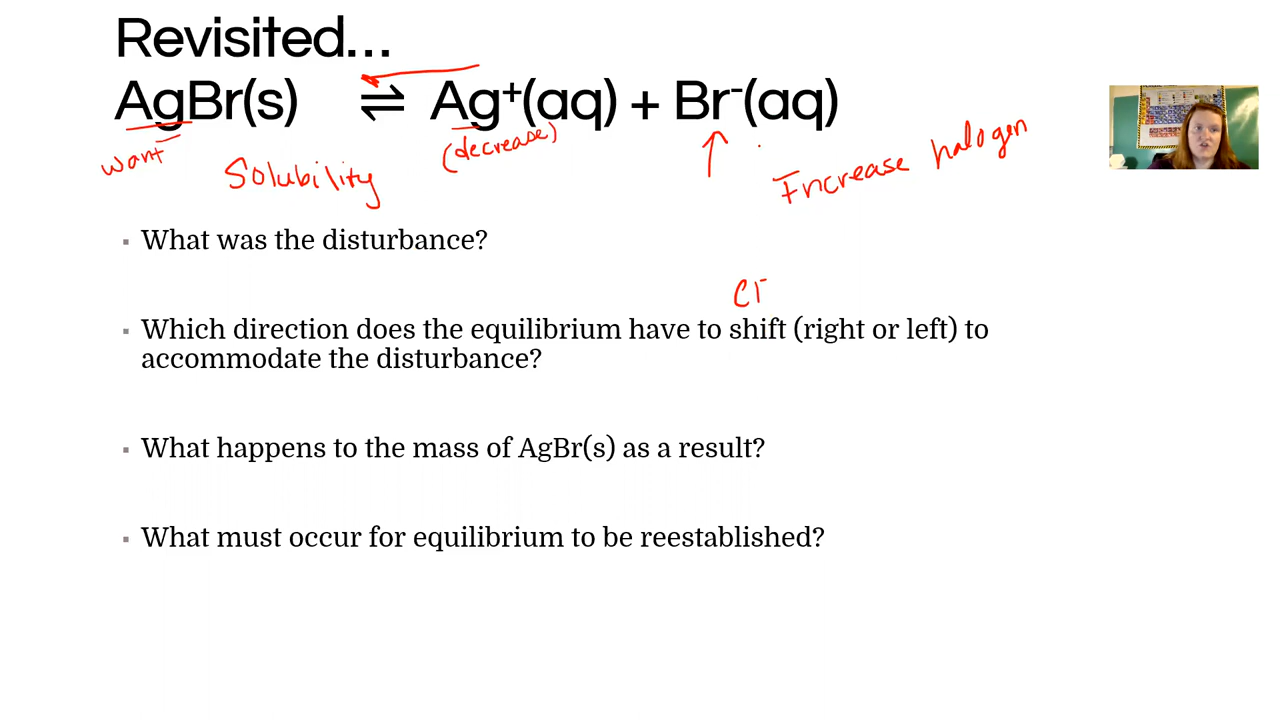 Revisited...
AgBr(s) ⇌ Ag⁺(aq) + Br⁻(aq)
want
Solubility
(decrease)
↑
Increase halogen
▪ What was the disturbance?
Cl⁻
▪ Which direction does the equilibrium have to shift (right or left) to
accommodate the disturbance?
▪ What happens to the mass of AgBr(s) as a result?
▪ What must occur for equilibrium to be reestablished?